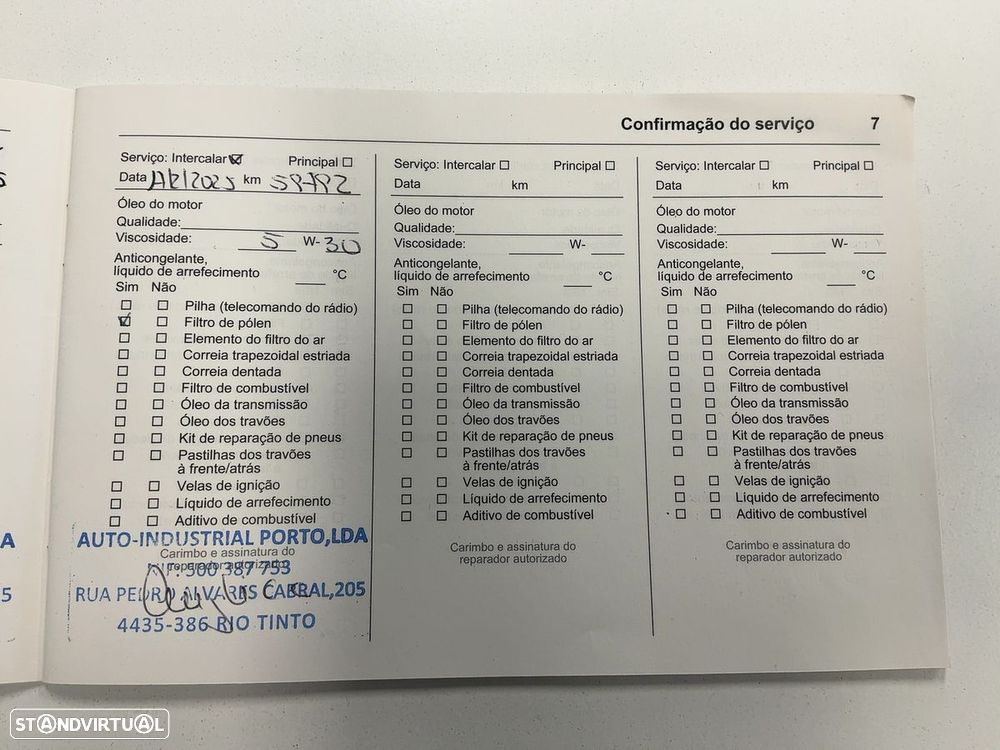 Confirmação do serviço 7
Serviço: Intercalar Principal
Data km
Óleo do motor
Qualidade:
Viscosidade: 5 W-30
Anticongelante,
líquido de arrefecimento °C
Sim Não
Pilha (telecomando do rádio)
Filtro de pólen
Elemento do filtro do ar
Correia trapezoidal estriada
Correia dentada
Filtro de combustível
Óleo da transmissão
Óleo dos travões
Kit de reparação de pneus
Pastilhas dos travões
à frente/atrás
Velas de ignição
Líquido de arrefecimento
Aditivo de combustível
AUTO-INDUSTRIAL PORTO,LDA
Carimbo e assinatura do
reparador autorizado
500 387 753
RUA PEDRO ALVARES CABRAL,205
4435-386 RIO TINTO
Serviço: Intercalar Principal
Data km
Óleo do motor
Qualidade:
Viscosidade: W-
Anticongelante,
líquido de arrefecimento °C
Sim Não
Pilha (telecomando do rádio)
Filtro de pólen
Elemento do filtro do ar
Correia trapezoidal estriada
Correia dentada
Filtro de combustível
Óleo da transmissão
Óleo dos travões
Kit de reparação de pneus
Pastilhas dos travões
à frente/atrás
Velas de ignição
Líquido de arrefecimento
Aditivo de combustível
Carimbo e assinatura do
reparador autorizado
Serviço: Intercalar Principal
Data km
Óleo do motor
Qualidade:
Viscosidade: W-
Anticongelante,
líquido de arrefecimento °C
Sim Não
Pilha (telecomando do rádio)
Filtro de pólen
Elemento do filtro do ar
Correia trapezoidal estriada
Correia dentada
Filtro de combustível
Óleo da transmissão
Óleo dos travões
Kit de reparação de pneus
Pastilhas dos travões
à frente/atrás
Velas de ignição
Líquido de arrefecimento
Aditivo de combustível
Carimbo e assinatura do
reparador autorizado
A
5
STANDVIRTUAL